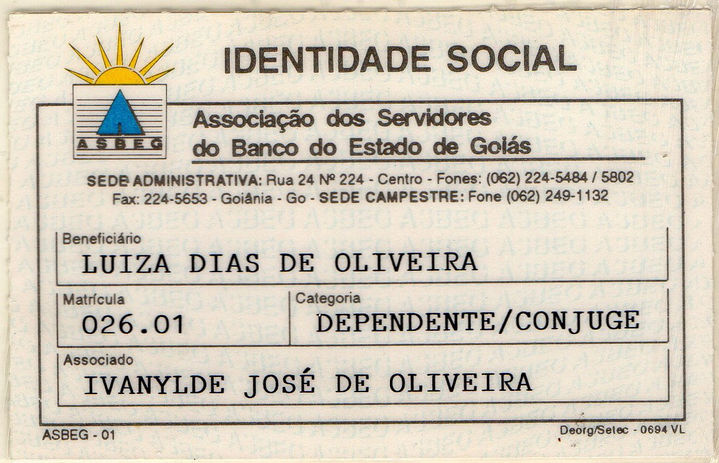 IDENTIDADE SOCIAL
ASBEG
Associação dos Servidores
do Banco do Estado de Goiás
SEDE ADMINISTRATIVA: Rua 24 Nº 224 - Centro - Fones: (062) 224-5484 / 5802
Fax: 224-5653 - Goiânia - Go - SEDE CAMPESTRE: Fone (062) 249-1132
Beneficiário
LUIZA DIAS DE OLIVEIRA
Matrícula Categoria
026.01 DEPENDENTE/CONJUGE
Associado
IVANYLDE JOSÉ DE OLIVEIRA
ASBEG - 01 Deorg/Setec - 0694 VL